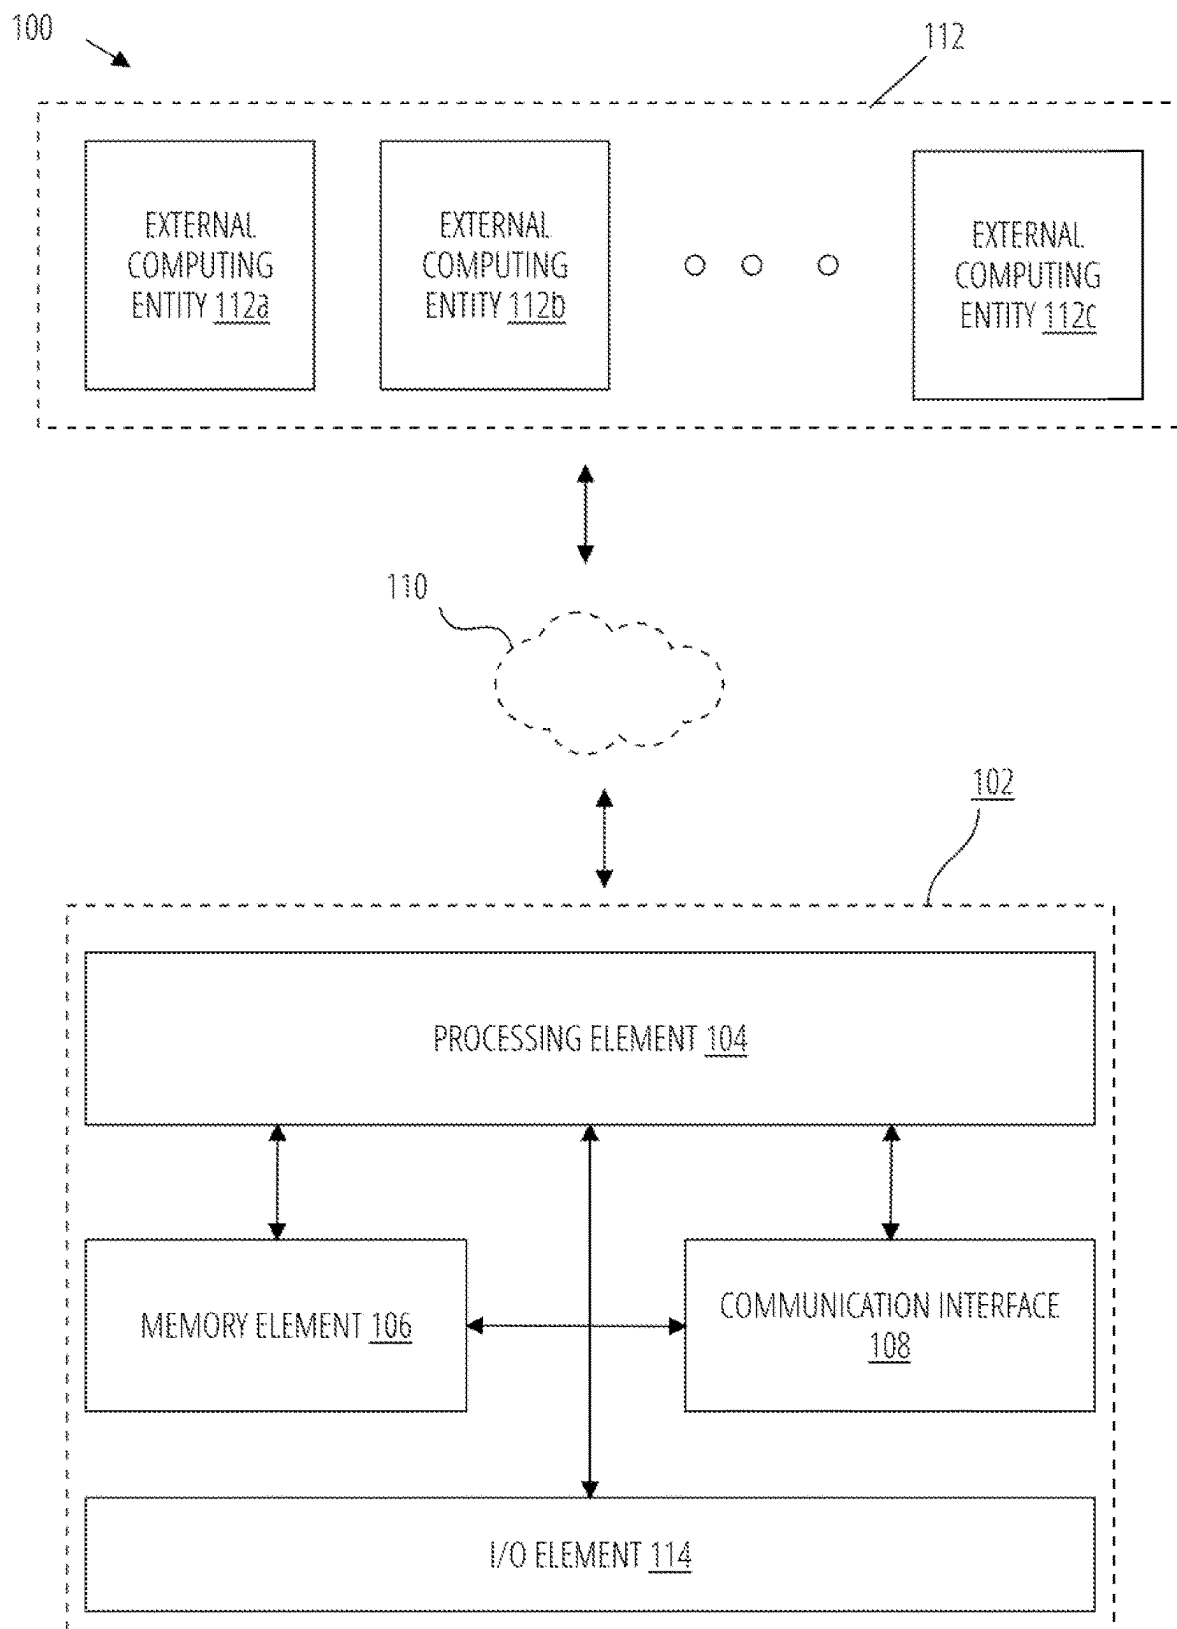 100
112
EXTERNAL
COMPUTING
ENTITY 112a
EXTERNAL
COMPUTING
ENTITY 112b
EXTERNAL
COMPUTING
ENTITY 112c
110
102
PROCESSING ELEMENT 104
MEMORY ELEMENT 106
COMMUNICATION INTERFACE
108
I/O ELEMENT 114